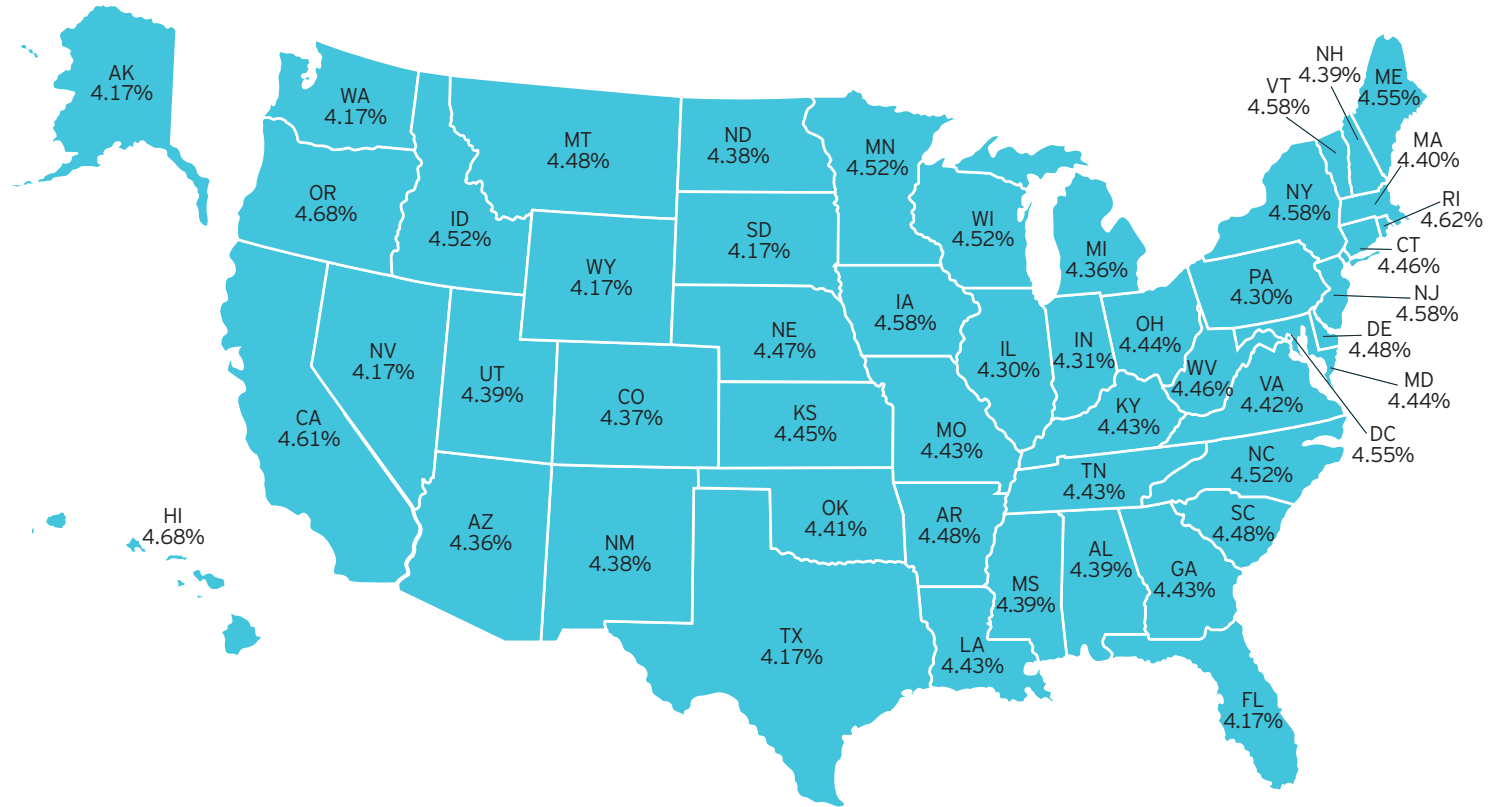 AK
4.17%
WA
4.17%
OR
4.68%
CA
4.61%
HI
4.68%
ID
4.52%
NV
4.17%
MT
4.48%
WY
4.17%
UT
4.39%
AZ
4.36%
CO
4.37%
NM
4.38%
ND
4.38%
SD
4.17%
NE
4.47%
KS
4.45%
OK
4.41%
TX
4.17%
MN
4.52%
IA
4.58%
MO
4.43%
AR
4.48%
LA
4.43%
WI
4.52%
IL
4.30%
MI
4.36%
IN
4.31%
OH
4.44%
KY
4.43%
TN
4.43%
MS
4.39%
AL
4.39%
GA
4.43%
FL
4.17%
SC
4.48%
NC
4.52%
VA
4.42%
WV
4.46%
PA
4.30%
NY
4.58%
VT
4.58%
NH
4.39%
ME
4.55%
MA
4.40%
RI
4.62%
CT
4.46%
NJ
4.58%
DE
4.48%
MD
4.44%
DC
4.55%